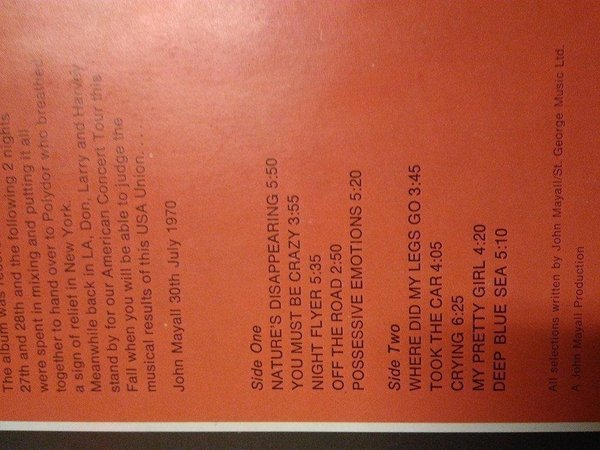 The album was
27th and 28th and the following 2 nights
were spent in mixing and putting it all
together to hand over to Polydor who breathed
a sign of relief in New York.
Meanwhile back in LA, Don, Larry and Harvey
stand by for our American Concert Tour this
Fall when you will be able to judge the
musical results of this USA Union.....
John Mayall 30th July 1970
Side One
NATURE'S DISAPPEARING 5:50
YOU MUST BE CRAZY 3:55
NIGHT FLYER 5:35
OFF THE ROAD 2:50
POSSESSIVE EMOTIONS 5:20
Side Two
WHERE DID MY LEGS GO 3:45
TOOK THE CAR 4:05
CRYING 6:25
MY PRETTY GIRL 4:20
DEEP BLUE SEA 5:10
All selections written by John Mayall/St. George Music Ltd.
A John Mayall Production